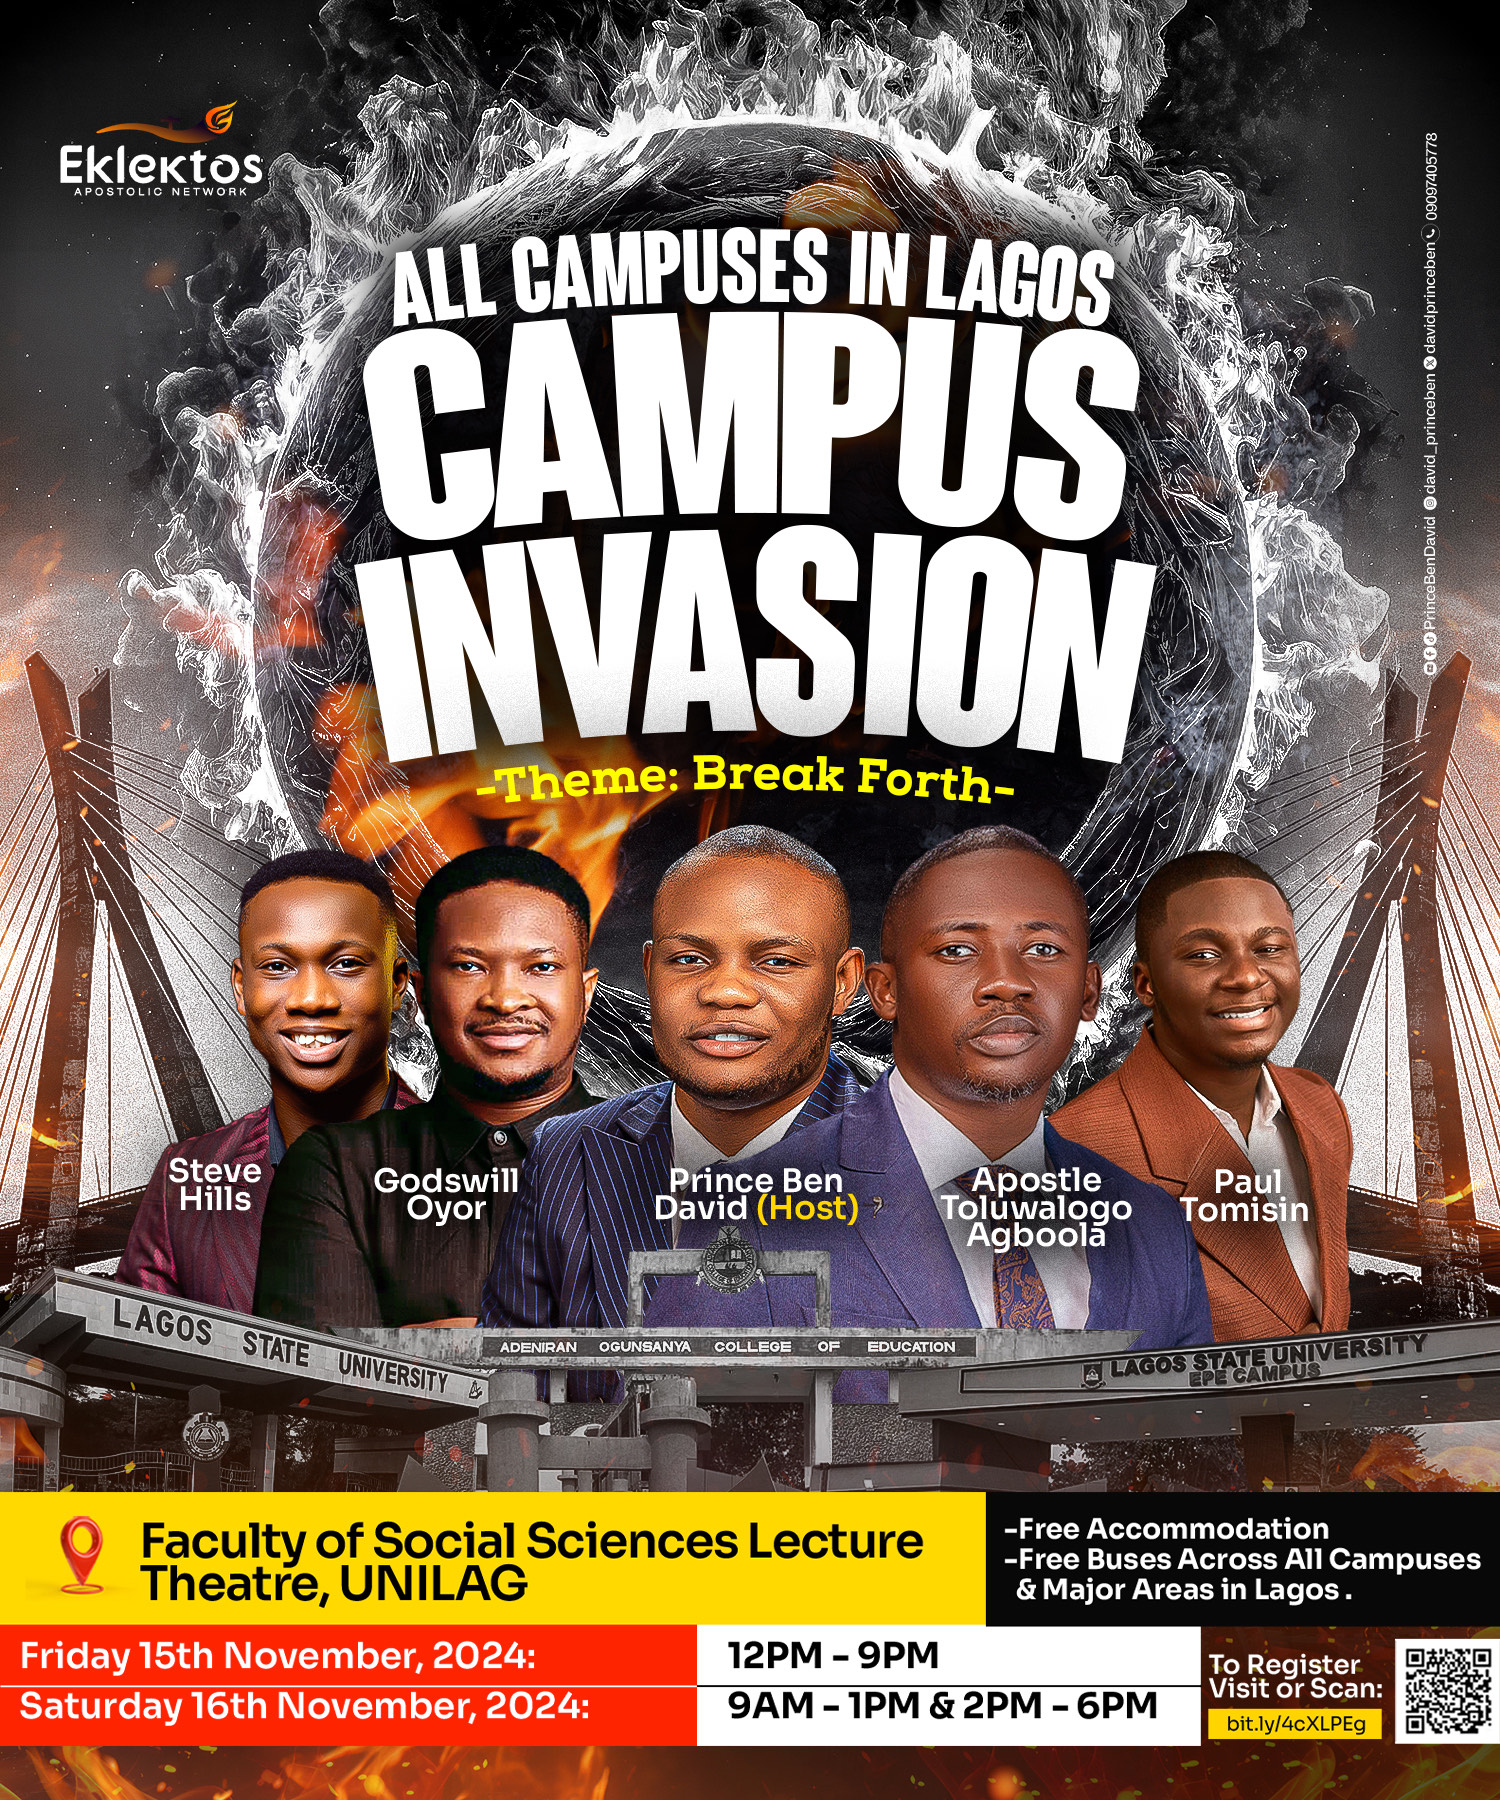 Eklektos
APOSTOLIC NETWORK
PrinceBenDavid david_princeben davidprinceben 09097405778
ALL CAMPUSES IN LAGOS
CAMPUS
INVASION
-Theme: Break Forth-
Steve
Hills
Godswill
Oyor
Prince Ben
David (Host)
Apostle
Toluwalogo
Agboola
Paul
Tomisin
LAGOS STATE UNIVERSITY
ADENIRAN OGUNSANYA COLLEGE OF EDUCATION
LAGOS STATE UNIVERSITY
EPE CAMPUS
Faculty of Social Sciences Lecture
Theatre, UNILAG
-Free Accommodation
-Free Buses Across All Campuses
& Major Areas in Lagos .
Friday 15th November, 2024: 12PM - 9PM
Saturday 16th November, 2024: 9AM - 1PM & 2PM - 6PM
To Register
Visit or Scan:
bit.ly/4cXLPEg